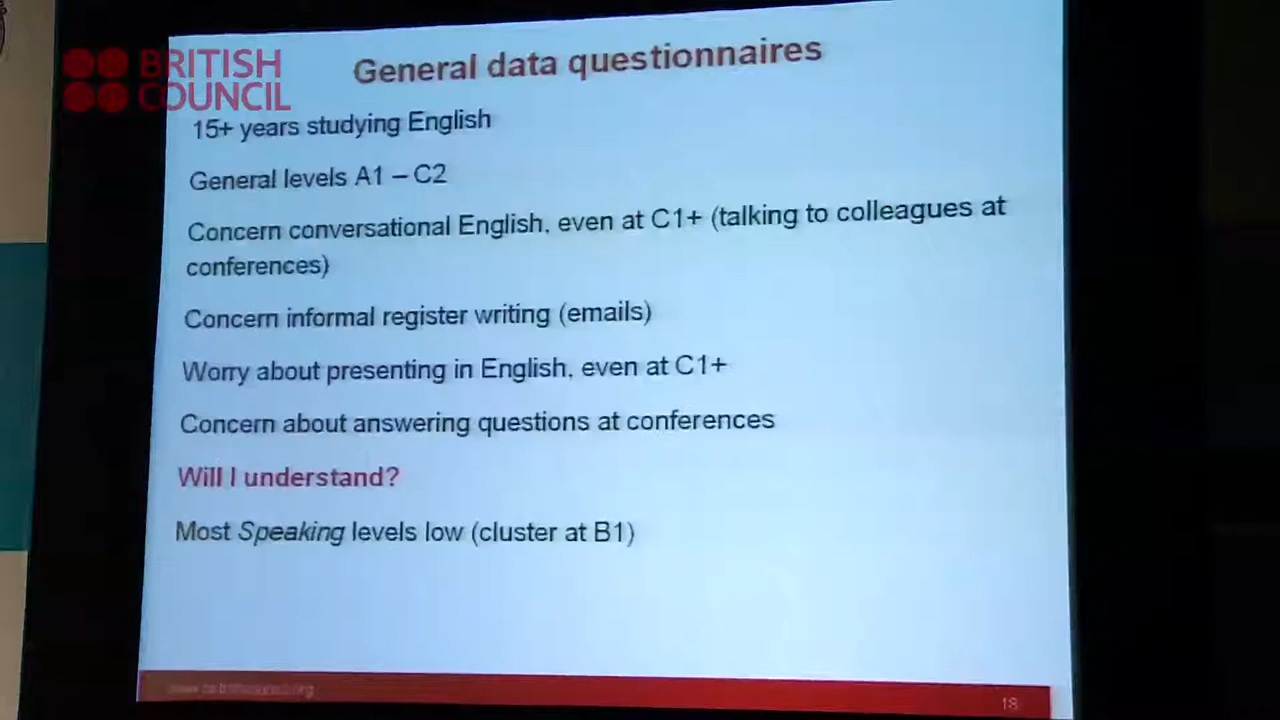 BRITISH
COUNCIL
General data questionnaires
15+ years studying English
General levels A1 – C2
Concern conversational English, even at C1+ (talking to colleagues at
conferences)
Concern informal register writing (emails)
Worry about presenting in English, even at C1+
Concern about answering questions at conferences
Will I understand?
Most Speaking levels low (cluster at B1)
18